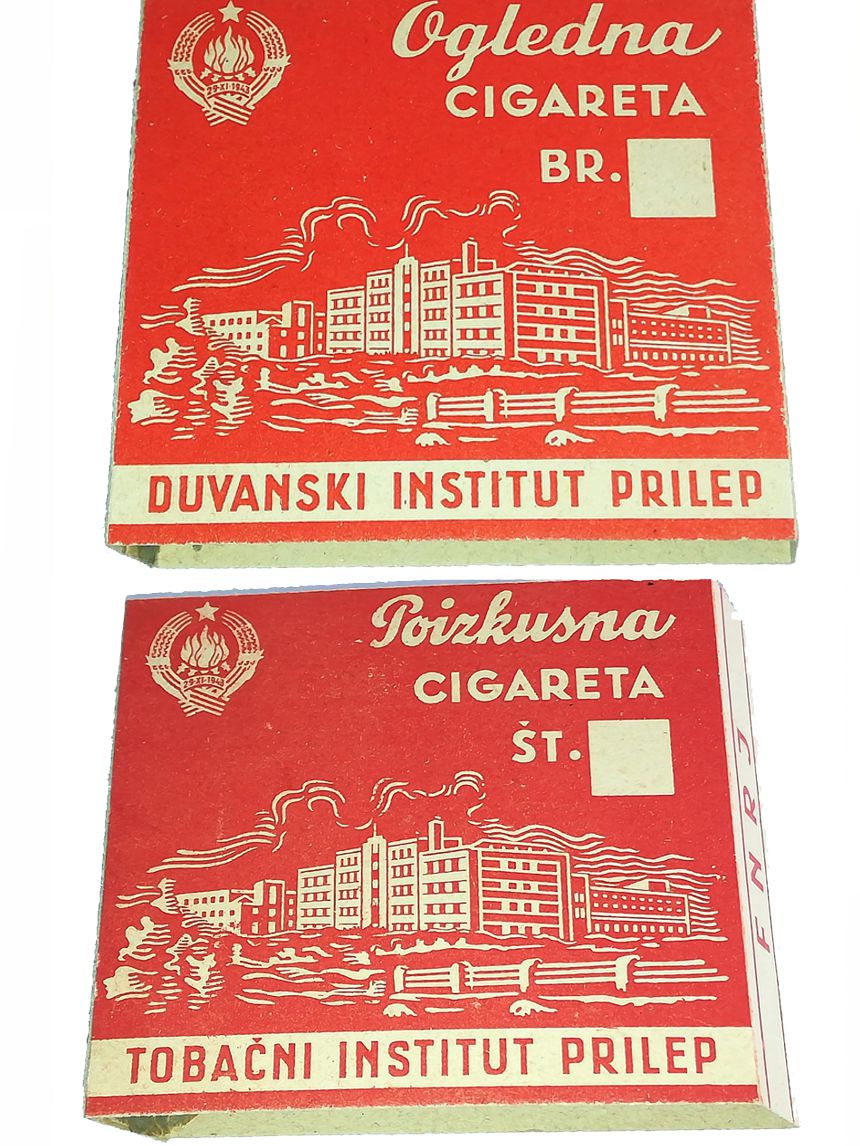 Ogledna
CIGARETA
BR.
29·XI·1943
DUVANSKI INSTITUT PRILEP
Poizkusna
CIGARETA
ŠT.
29·XI·1943
FNRJ
TOBAČNI INSTITUT PRILEP